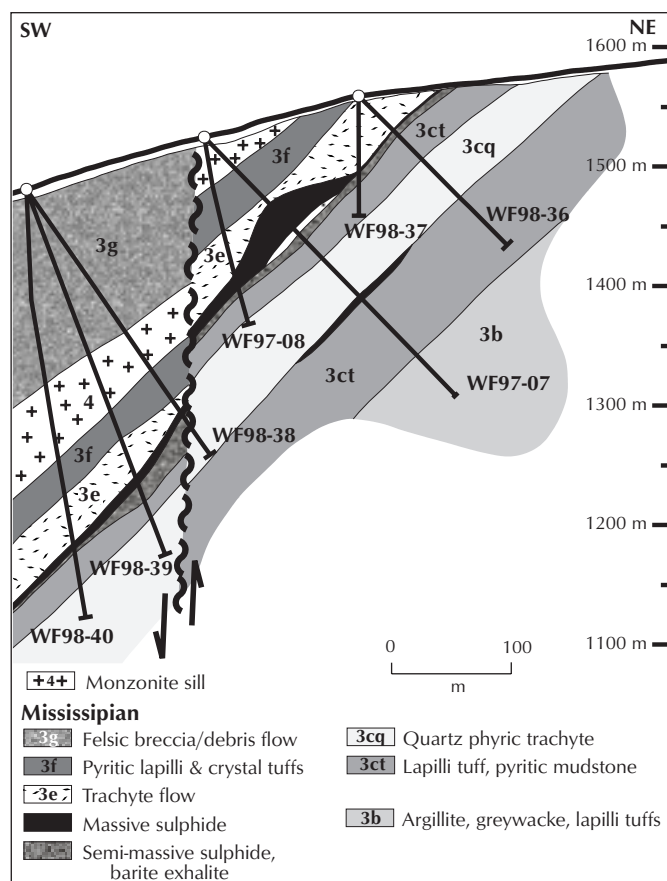 SW
NE
1600 m
3f
3ct
3cq
1500 m
WF98-36
3g
3e
WF98-37
1400 m
WF97-08
3b
3ct
WF97-07
4
1300 m
WF98-38
3f
3e
1200 m
WF98-39
WF98-40
0 100
m
1100 m
4 Monzonite sill
Mississipian
3g Felsic breccia/debris flow
3f Pyritic lapilli & crystal tuffs
3e Trachyte flow
Massive sulphide
Semi-massive sulphide,
barite exhalite
3cq Quartz phyric trachyte
3ct Lapilli tuff, pyritic mudstone
3b Argillite, greywacke, lapilli tuffs